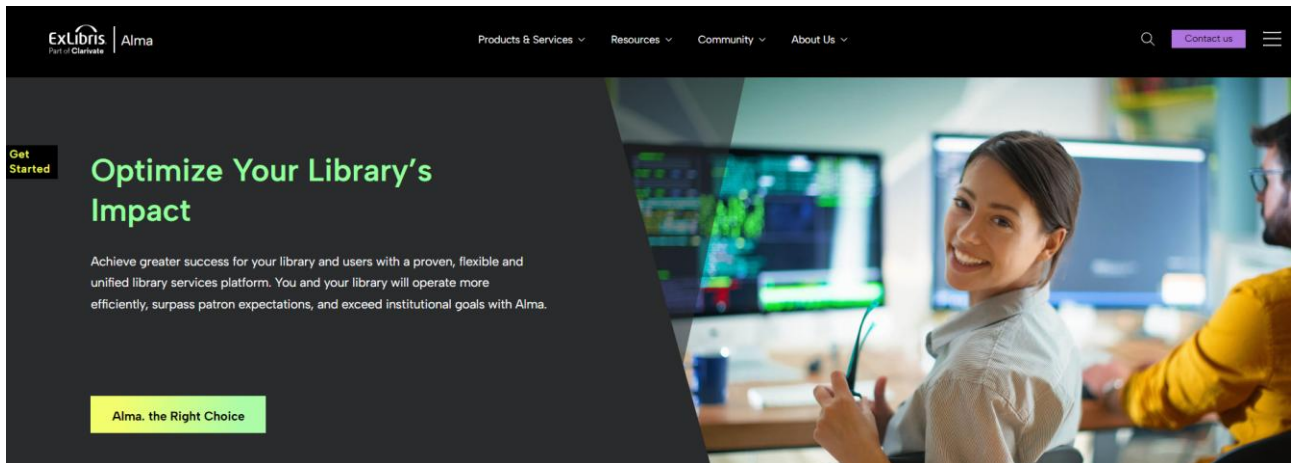 ExLibris
Part of Clarivate
Alma
Products & Services
Resources
Community
About Us
Contact us
Get
Started
Optimize Your Library's
Impact
Achieve greater success for your library and users with a proven, flexible and
unified library services platform. You and your library will operate more
efficiently, surpass patron expectations, and exceed institutional goals with Alma.
Alma. the Right Choice